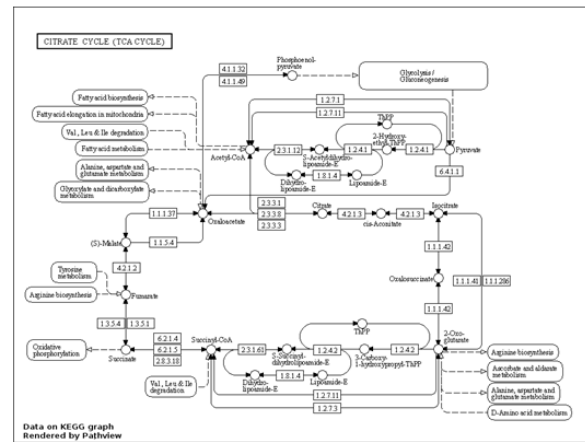 CITRATE CYCLE (TCA CYCLE)
4.1.1.32
4.1.1.49
Phosphoenol-
pyruvate
Glycolysis /
Gluconeogenesis
Fatty acid biosynthesis
Fatty acid elongation in mitochondria
Val, Leu & Ile degradation
Fatty acid metabolism
Alanine, aspartate and
glutamate metabolism
Glyoxylate and dicarboxylate
metabolism
1.2.7.1
1.2.7.11
ThPP
2-Hydroxy-
ethyl-ThPP
Acetyl-CoA
2.3.1.12
S-Acetyldihydro-
lipoamide-E
1.2.4.1
1.2.4.1
Pyruvate
Dihydro-
lipoamide-E
1.8.1.4
Lipoamide-E
6.4.1.1
1.1.1.37
Oxaloacetate
2.3.3.1
2.3.3.8
2.3.3.3
Citrate
4.2.1.3
cis-Aconitate
4.2.1.3
Isocitrate
(S)-Malate
1.1.5.4
1.1.1.42
4.2.1.2
Tyrosine
metabolism
Arginine biosynthesis
Fumarate
Oxalosuccinate
1.1.1.41
1.1.1.286
1.1.1.42
1.3.5.4
1.3.5.1
Oxidative
phosphorylation
Succinate
6.2.1.4
6.2.1.5
2.8.3.18
Succinyl-CoA
2.3.1.61
S-Succinyl-
dihydrolipoamide-E
1.2.4.2
ThPP
3-Carboxy-
1-hydroxypropyl-ThPP
1.2.4.2
2-Oxo-
glutarate
Val, Leu & Ile
degradation
Dihydro-
lipoamide-E
1.8.1.4
Lipoamide-E
1.2.7.11
1.2.7.3
Arginine biosynthesis
Ascorbate and aldarate
metabolism
Alanine, aspartate and
glutamate metabolism
D-Amino acid metabolism
Data on KEGG graph
Rendered by Pathview